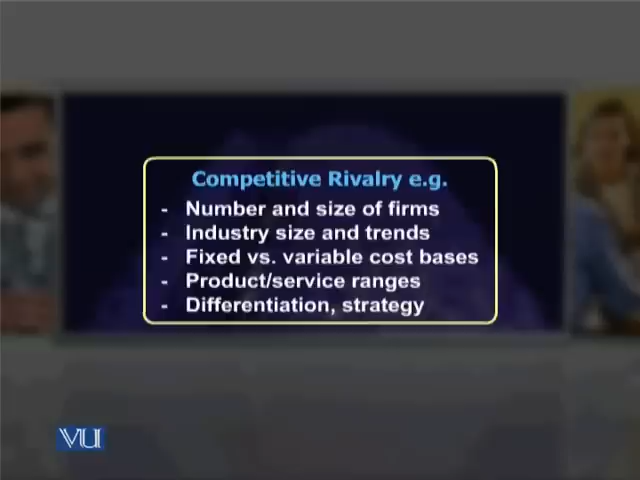 Competitive Rivalry e.g.
- Number and size of firms
- Industry size and trends
- Fixed vs. variable cost bases
- Product/service ranges
- Differentiation, strategy
VU